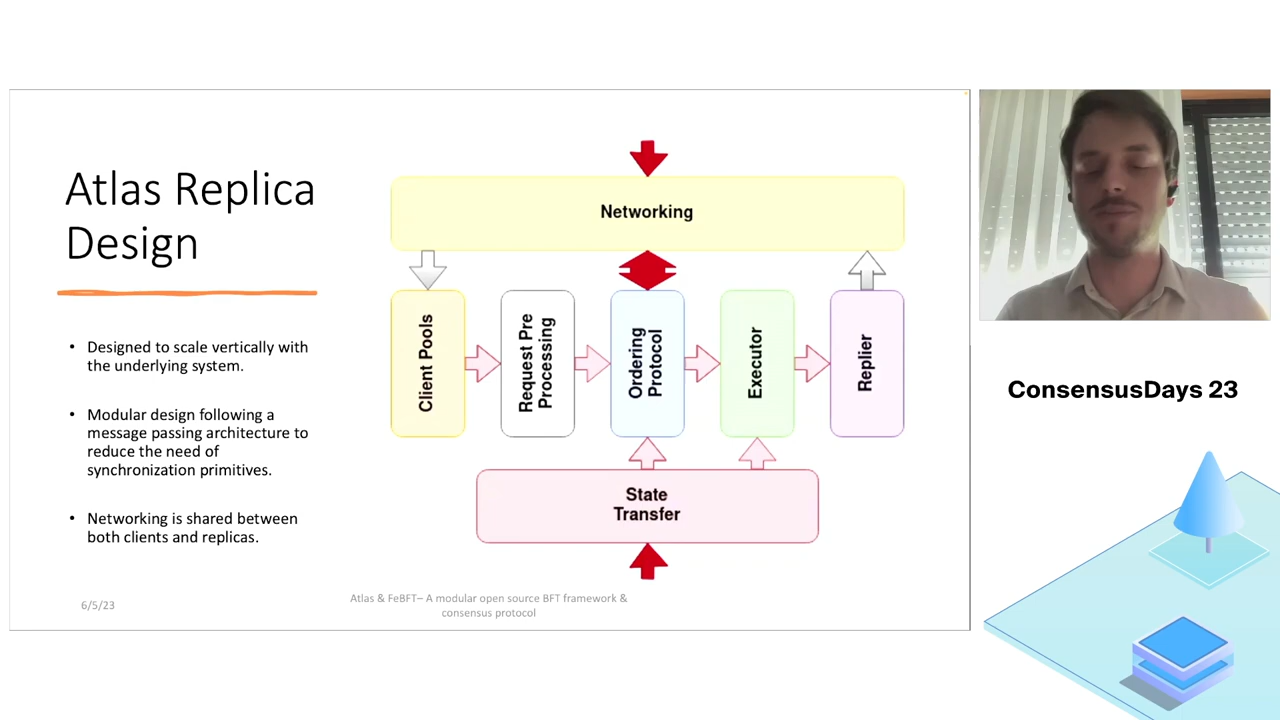 Atlas Replica
Design
• Designed to scale vertically with
the underlying system.
• Modular design following a
message passing architecture to
reduce the need of
synchronization primitives.
• Networking is shared between
both clients and replicas.
Networking
Client Pools
Request Pre
Processing
Ordering
Protocol
Executor
Replier
State
Transfer
6/5/23
Atlas & FeBFT– A modular open source BFT framework &
consensus protocol
ConsensusDays 23